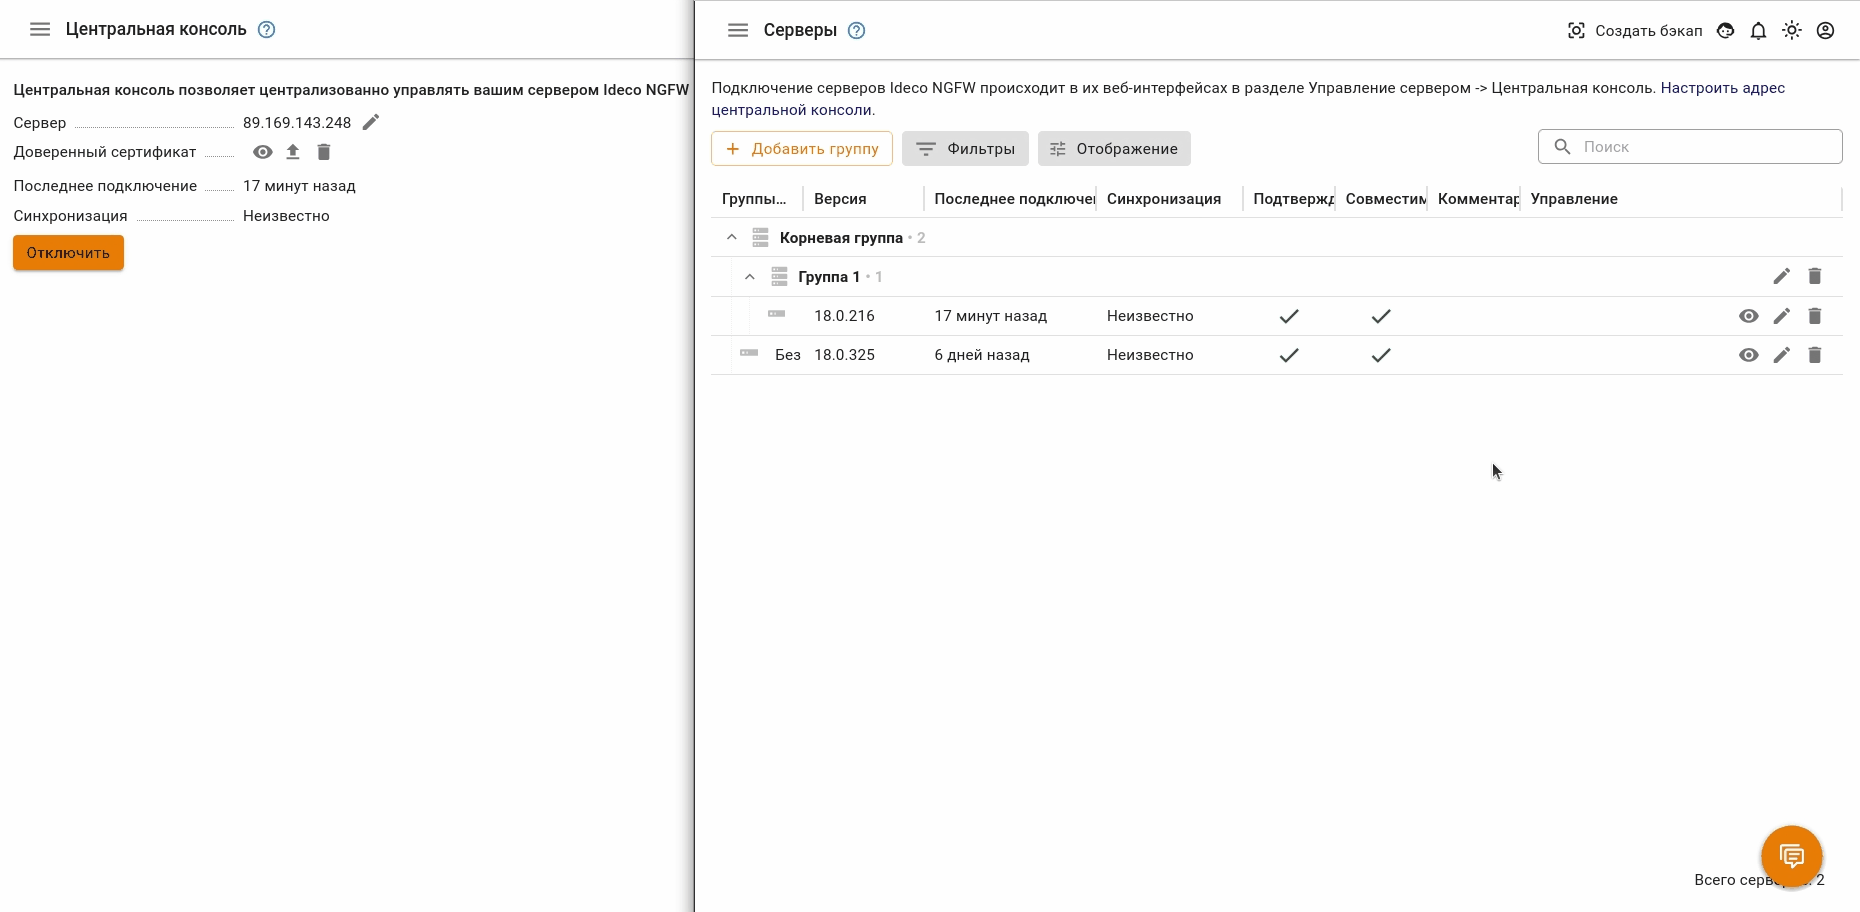 Центральная консоль
Центральная консоль позволяет централизованно управлять вашим сервером Ideco NGFW
Сервер 89.169.143.248
Доверенный сертификат
Последнее подключение 17 минут назад
Синхронизация Неизвестно
Отключить
Серверы
Создать бэкап
Подключение серверов Ideco NGFW происходит в их веб-интерфейсах в разделе Управление сервером -> Центральная консоль. Настроить адрес
центральной консоли.
Добавить группу Фильтры Отображение Поиск
Группы... Версия Последнее подключе Синхронизация Подтверж Совмести Комментар Управление
Корневая группа • 2
Группа 1 • 1
18.0.216 17 минут назад Неизвестно
Без 18.0.325 6 дней назад Неизвестно
Всего 2